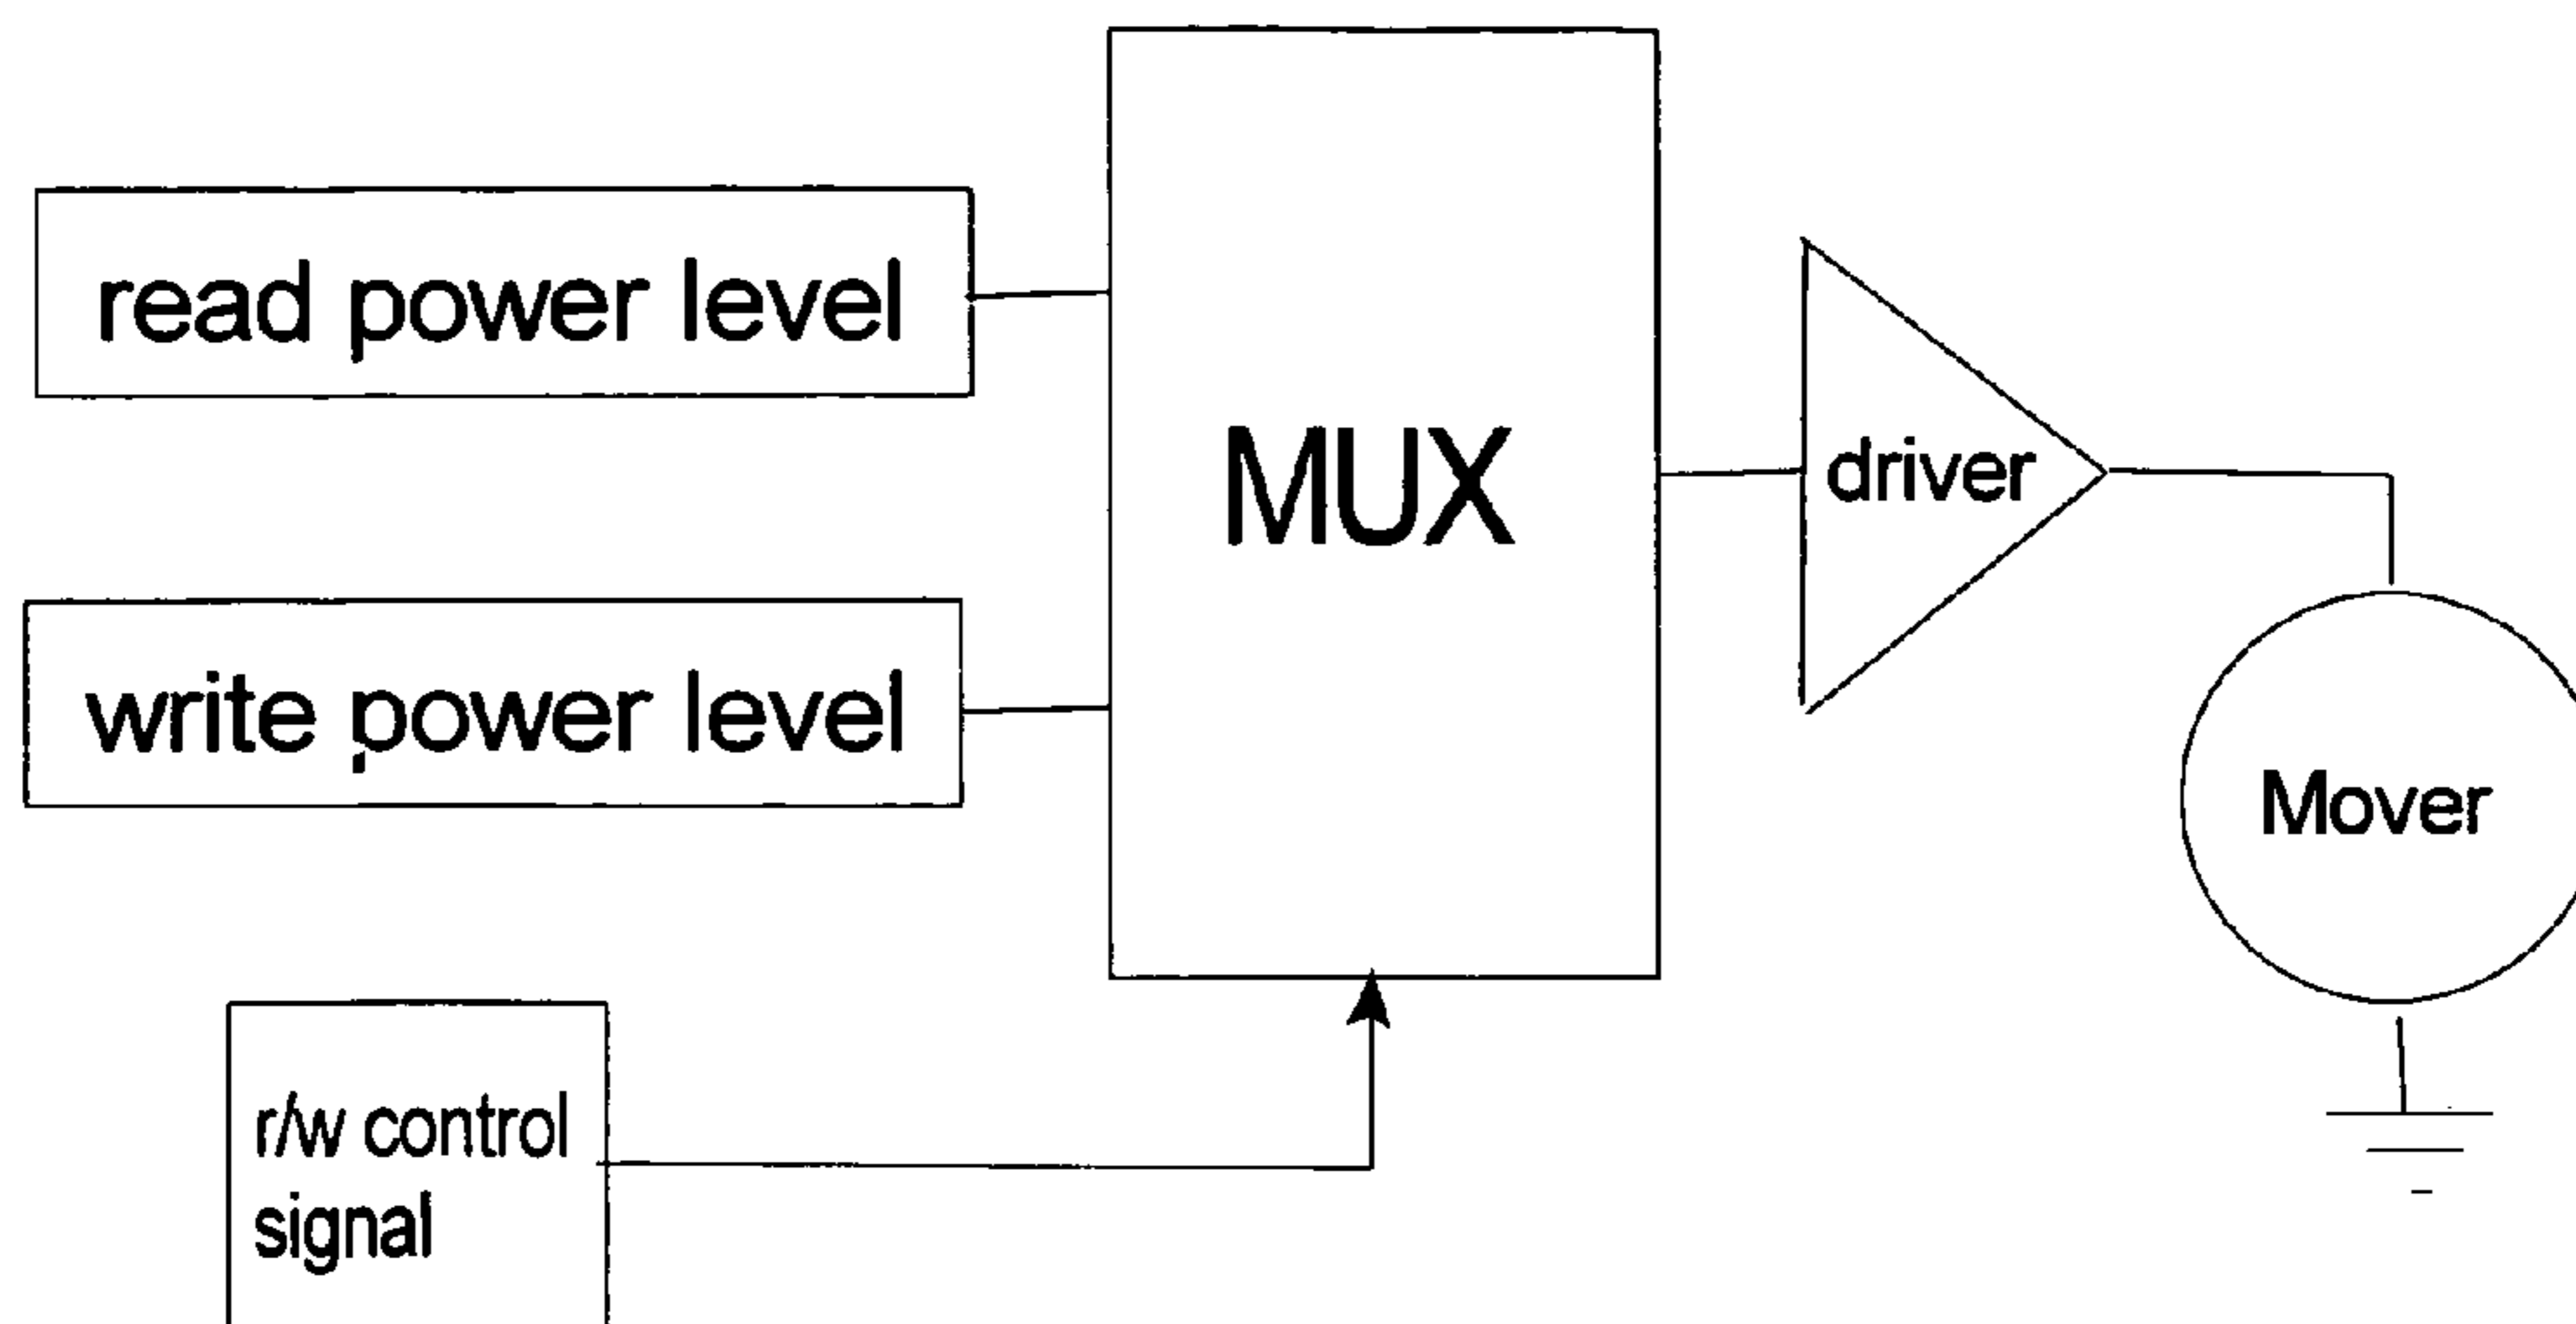 read power level
MUX
driver
write power level
Mover
r/w control
signal